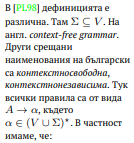 В [PL98] дефиницията е
различна. Там Σ ⊆ V. На
англ. context-free grammar.
Други срещани
наименования на български
са контекстносвободна,
контекстнонезависима. Тук
всички правила са от вида
A → α, където
α ∈ (V ∪ Σ)*. В частност
имаме, че: